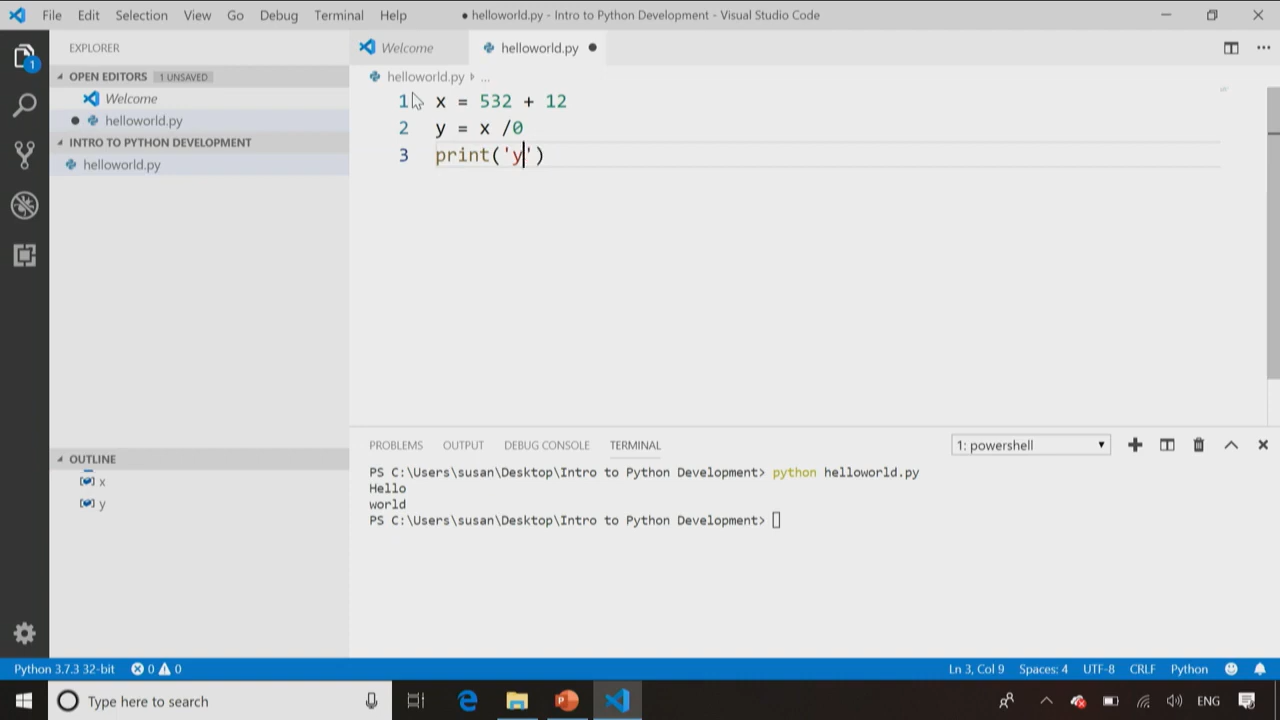 File Edit Selection View Go Debug Terminal Help
● helloworld.py - Intro to Python Development - Visual Studio Code
EXPLORER
OPEN EDITORS 1 UNSAVED
Welcome
helloworld.py
INTRO TO PYTHON DEVELOPMENT
helloworld.py
OUTLINE
x
y
Welcome
helloworld.py ●
helloworld.py ...
1 x = 532 + 12
2 y = x /0
3 print('y')
PROBLEMS OUTPUT DEBUG CONSOLE TERMINAL
1: powershell
PS C:\Users\susan\Desktop\Intro to Python Development> python helloworld.py
Hello
world
PS C:\Users\susan\Desktop\Intro to Python Development>
1
Python 3.7.3 32-bit 0 0
Ln 3, Col 9 Spaces: 4 UTF-8 CRLF Python
Type here to search
ENG